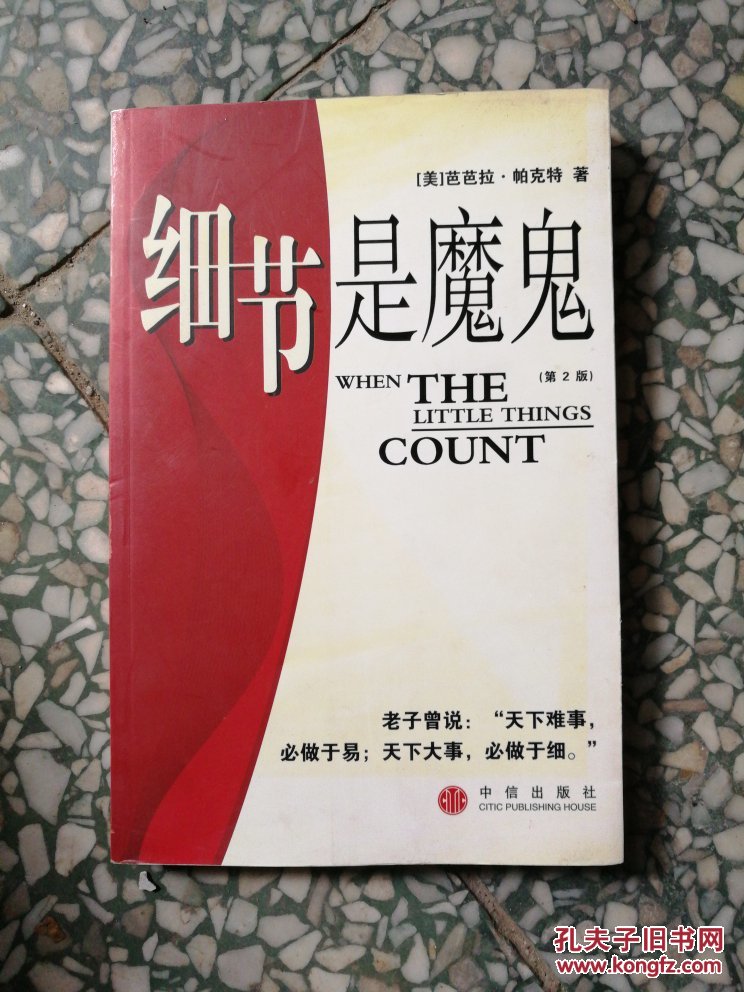 [美]芭芭拉·帕克特 著
细节是魔鬼
(第2版)
WHEN THE
LITTLE THINGS
COUNT
老子曾说：“天下难事，
必做于易；天下大事，必做于细。”
中信出版社
CITIC PUBLISHING HOUSE
孔夫子旧书网
www.kongfz.com